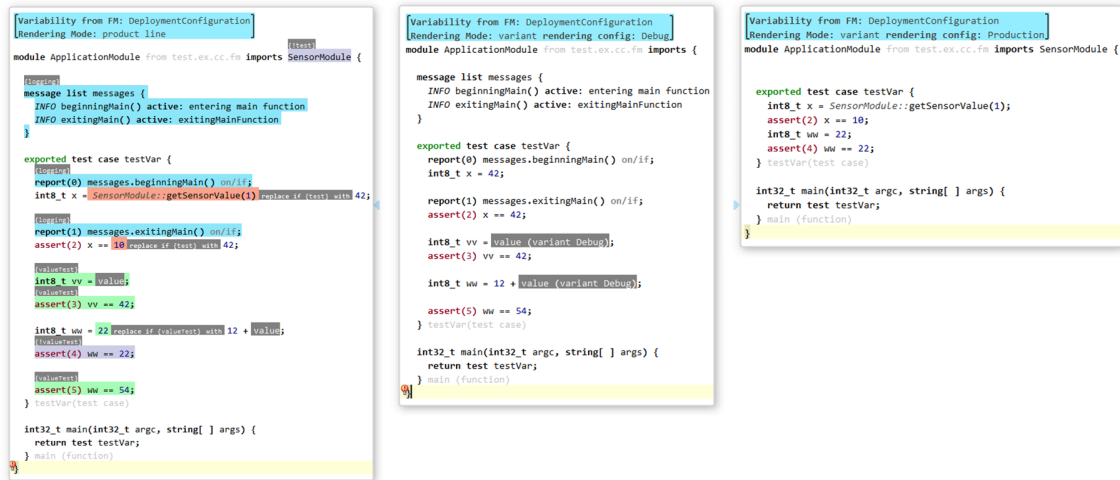 Variability from FM: DeploymentConfiguration
Rendering Mode: product line
{!test}
module ApplicationModule from test.ex.cc.fm imports SensorModule {
{logging}
message list messages {
INFO beginningMain() active: entering main function
INFO exitingMain() active: exitingMainFunction
}
exported test case testVar {
{logging}
report(0) messages.beginningMain() on/if;
int8_t x = SensorModule::getSensorValue(1) replace if {test} with 42;
{logging}
report(1) messages.exitingMain() on/if;
assert(2) x == 10 replace if {test} with 42;
{valueTest}
int8_t vv = value;
{valueTest}
assert(3) vv == 42;
int8_t ww = 22 replace if {valueTest} with 12 + value;
{!valueTest}
assert(4) ww == 22;
{valueTest}
assert(5) ww == 54;
} testVar(test case)
int32_t main(int32_t argc, string[ ] args) {
return test testVar;
} main (function)
}
Variability from FM: DeploymentConfiguration
Rendering Mode: variant rendering config: Debug
module ApplicationModule from test.ex.cc.fm imports {
message list messages {
INFO beginningMain() active: entering main function
INFO exitingMain() active: exitingMainFunction
}
exported test case testVar {
report(0) messages.beginningMain() on/if;
int8_t x = 42;
report(1) messages.exitingMain() on/if;
assert(2) x == 42;
int8_t vv = value (variant Debug);
assert(3) vv == 42;
int8_t ww = 12 + value (variant Debug);
assert(5) ww == 54;
} testVar(test case)
int32_t main(int32_t argc, string[ ] args) {
return test testVar;
} main (function)
}
Variability from FM: DeploymentConfiguration
Rendering Mode: variant rendering config: Production
module ApplicationModule from test.ex.cc.fm imports SensorModule {
exported test case testVar {
int8_t x = SensorModule::getSensorValue(1);
assert(2) x == 10;
int8_t ww = 22;
assert(4) ww == 22;
} testVar(test case)
int32_t main(int32_t argc, string[ ] args) {
return test testVar;
} main (function)
}